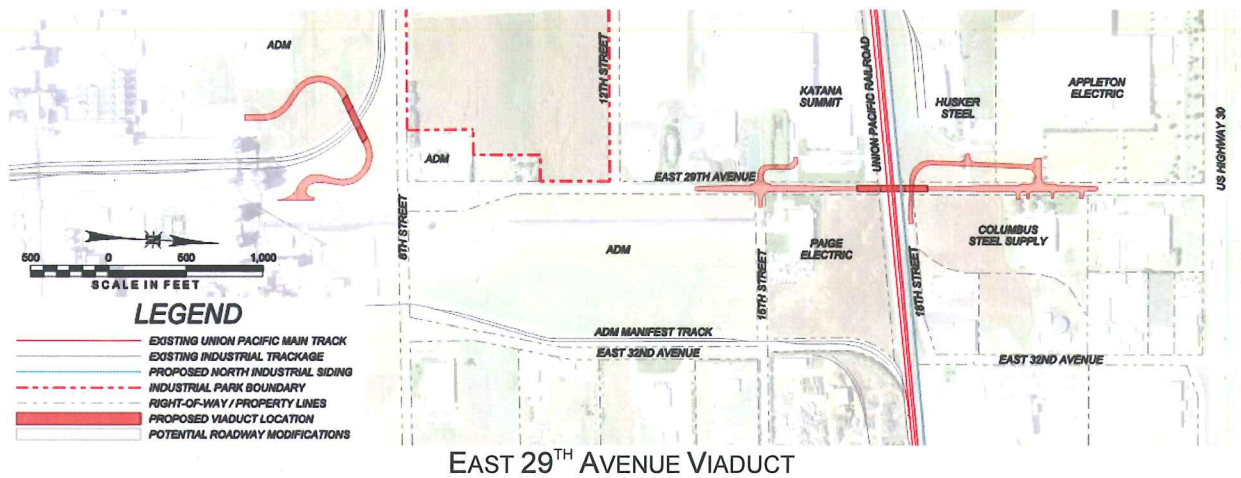 ADM
8TH STREET
12TH STREET
ADM
KATANA
SUMMIT
UNION PACIFIC RAILROAD
HUSKER
STEEL
APPLETON
ELECTRIC
US HIGHWAY 30
EAST 29TH AVENUE
ADM
15TH STREET
PAIGE
ELECTRIC
18TH STREET
COLUMBUS
STEEL SUPPLY
ADM MANIFEST TRACK
EAST 32ND AVENUE
EAST 32ND AVENUE
500 0 500 1,000
SCALE IN FEET
LEGEND
EXISTING UNION PACIFIC MAIN TRACK
EXISTING INDUSTRIAL TRACKAGE
PROPOSED NORTH INDUSTRIAL SIDING
INDUSTRIAL PARK BOUNDARY
RIGHT-OF-WAY / PROPERTY LINES
PROPOSED VIADUCT LOCATION
POTENTIAL ROADWAY MODIFICATIONS
EAST 29TH AVENUE VIADUCT